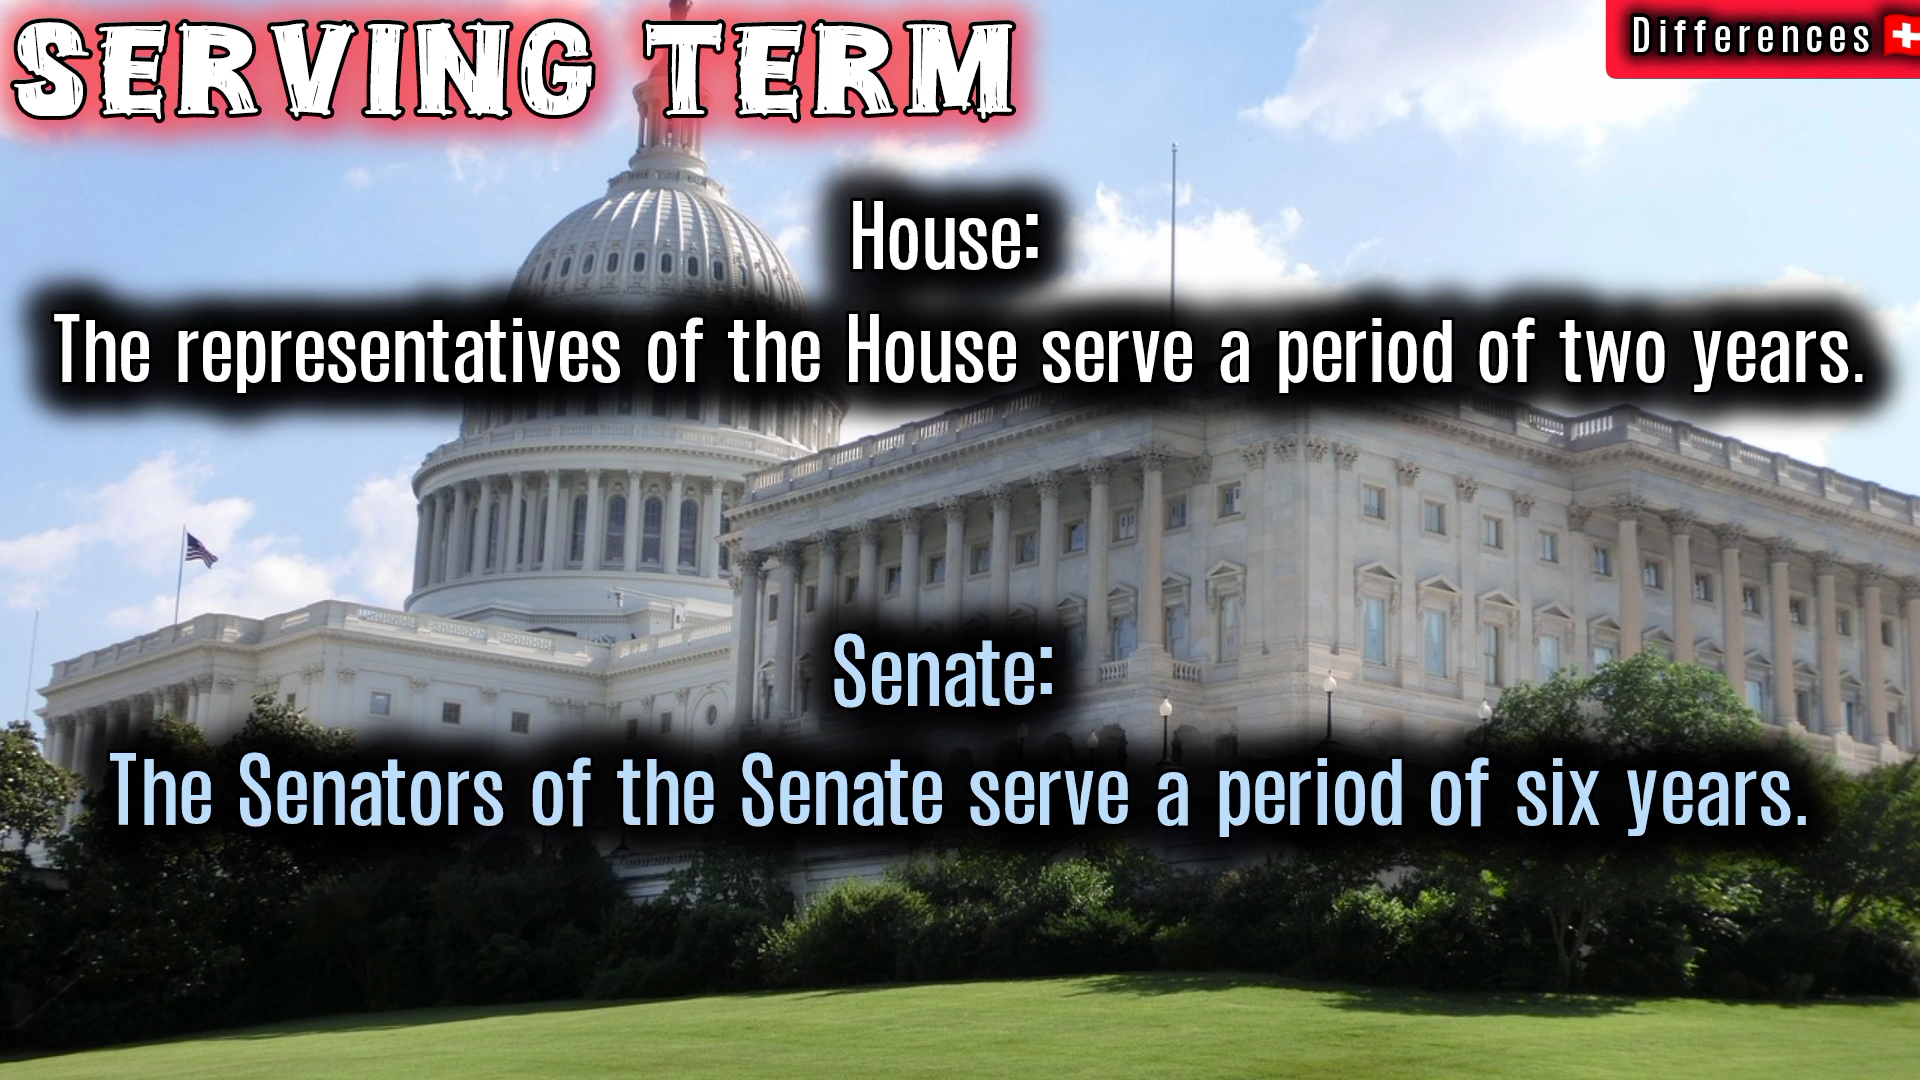 SERVING TERM
Differences
House:
The representatives of the House serve a period of two years.
Senate:
The Senators of the Senate serve a period of six years.